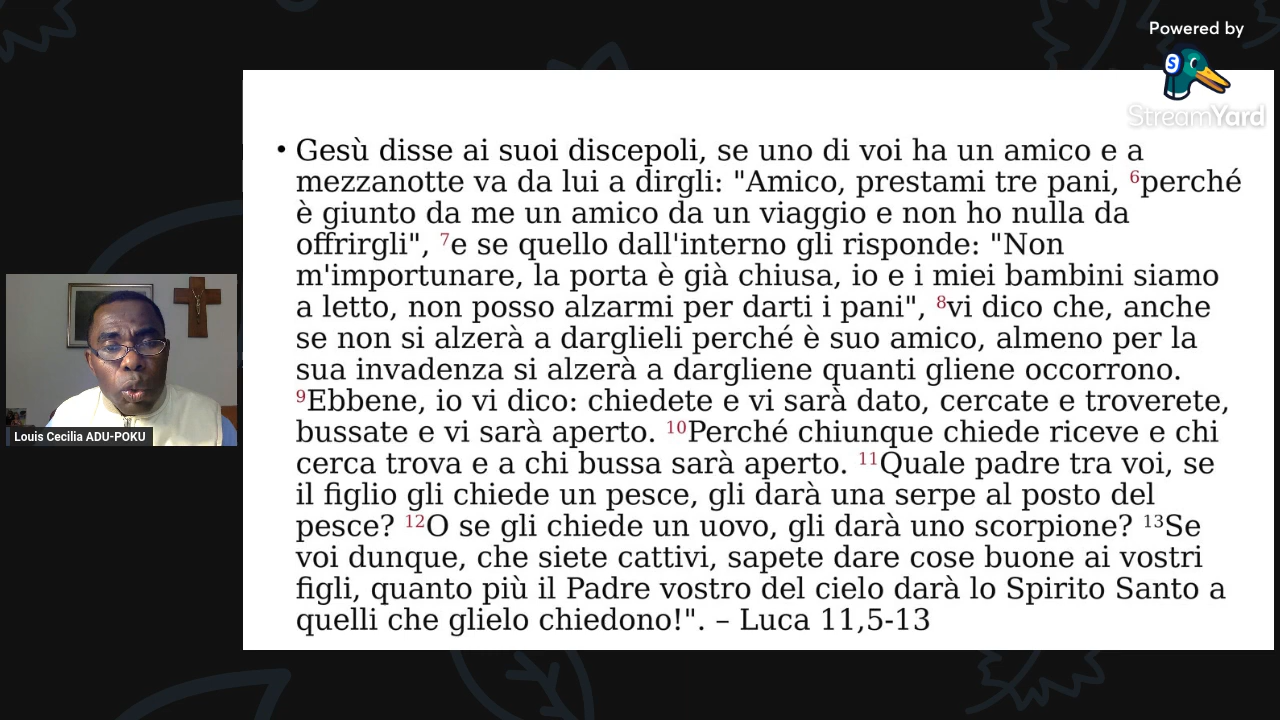 Powered by
StreamYard
• Gesù disse ai suoi discepoli, se uno di voi ha un amico e a
mezzanotte va da lui a dirgli: "Amico, prestami tre pani, 6perché
è giunto da me un amico da un viaggio e non ho nulla da
offrirgli", 7e se quello dall'interno gli risponde: "Non
m'importunare, la porta è già chiusa, io e i miei bambini siamo
a letto, non posso alzarmi per darti i pani", 8vi dico che, anche
se non si alzerà a darglieli perché è suo amico, almeno per la
sua invadenza si alzerà a dargliene quanti gliene occorrono.
9Ebbene, io vi dico: chiedete e vi sarà dato, cercate e troverete,
bussate e vi sarà aperto. 10Perché chiunque chiede riceve e chi
cerca trova e a chi bussa sarà aperto. 11Quale padre tra voi, se
il figlio gli chiede un pesce, gli darà una serpe al posto del
pesce? 12O se gli chiede un uovo, gli darà uno scorpione? 13Se
voi dunque, che siete cattivi, sapete dare cose buone ai vostri
figli, quanto più il Padre vostro del cielo darà lo Spirito Santo a
quelli che glielo chiedono!". – Luca 11,5-13
Louis Cecilia ADU-POKU